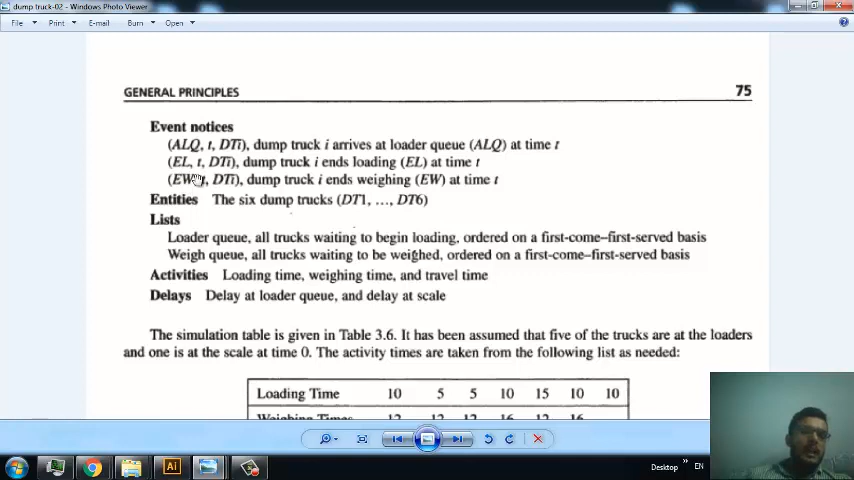 dump truck-02 - Windows Photo Viewer
File Print E-mail Burn Open
GENERAL PRINCIPLES 75
Event notices
(ALQ, t, DTi), dump truck i arrives at loader queue (ALQ) at time t
(EL, t, DTi), dump truck i ends loading (EL) at time t
(EW, t, DTi), dump truck i ends weighing (EW) at time t
Entities The six dump trucks (DT1, ..., DT6)
Lists
Loader queue, all trucks waiting to begin loading, ordered on a first-come–first-served basis
Weigh queue, all trucks waiting to be weighed, ordered on a first-come–first-served basis
Activities Loading time, weighing time, and travel time
Delays Delay at loader queue, and delay at scale
The simulation table is given in Table 3.6. It has been assumed that five of the trucks are at the loaders
and one is at the scale at time 0. The activity times are taken from the following list as needed:
Loading Time 10 5 5 10 15 10 10
Weighing Times 12 12 12 16 12 16
Desktop » EN